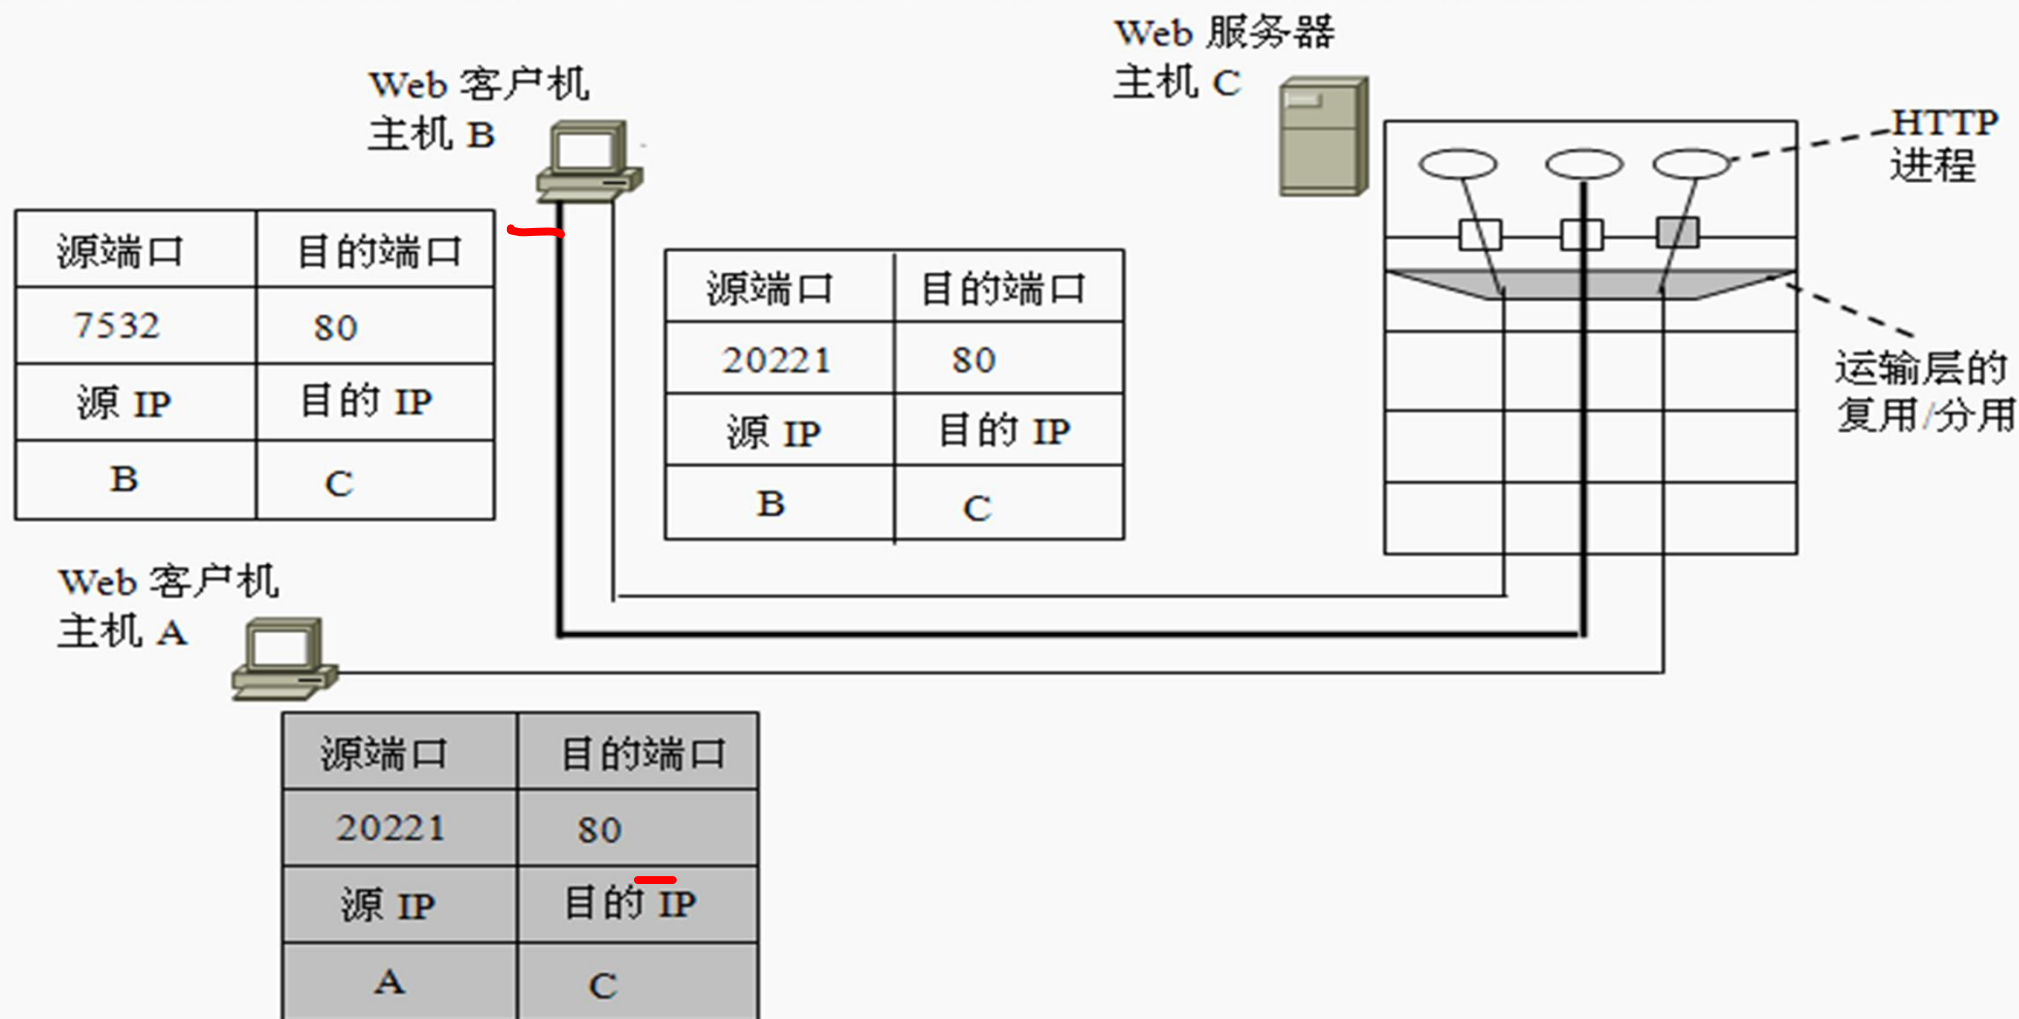 Web 服务器
主机 C
Web 客户机
主机 B
HTTP
进程
源端口 目的端口
7532 80
源 IP 目的 IP
B C
源端口 目的端口
20221 80
源 IP 目的 IP
B C
运输层的
复用/分用
Web 客户机
主机 A
源端口 目的端口
20221 80
源 IP 目的 IP
A C